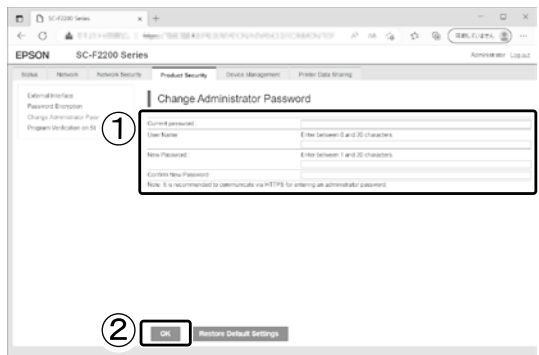 SC-F2200 Series
EPSON SC-F2200 Series
Administrator Logout
Status Network Network Security Product Security Device Management Printer Data Sharing
External Interface
Password Encryption
Change Administrator Pass
Program Verification on St
Change Administrator Password
①
Current password :
User Name : Enter between 0 and 20 characters.
New Password : Enter between 1 and 20 characters.
Confirm New Password :
Note: It is recommended to communicate via HTTPS for entering an administrator password.
②
OK Restore Default Settings